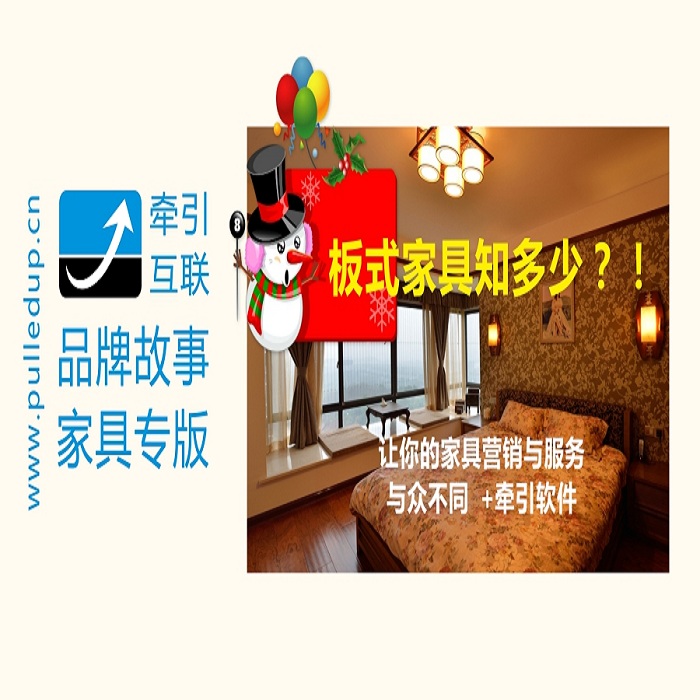 www.pulledup.cn
牵引
互联
品牌故事
家具专版
8
板式家具知多少？！
让你的家具营销与服务
与众不同 +牵引软件